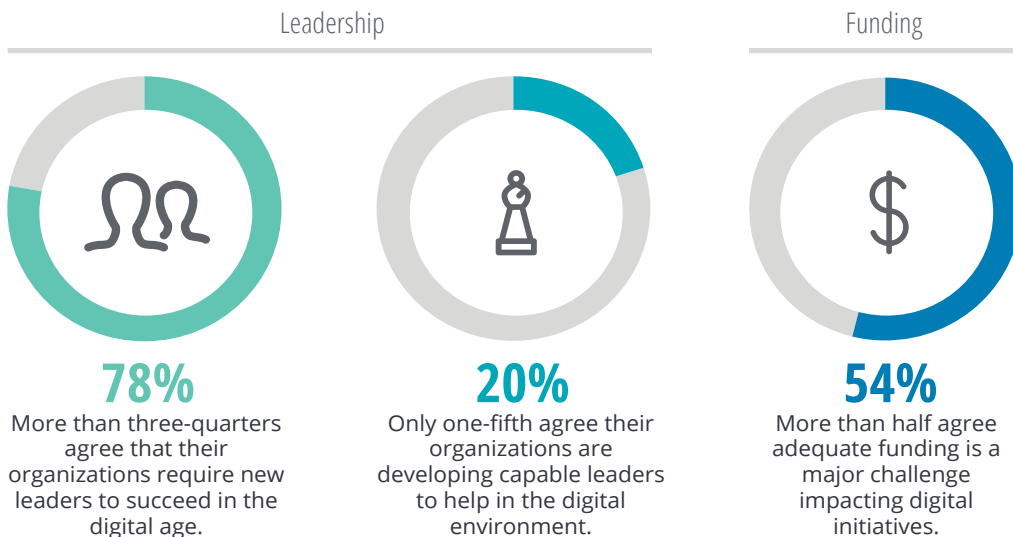 Leadership
Funding
78%
More than three-quarters
agree that their
organizations require new
leaders to succeed in the
digital age.
20%
Only one-fifth agree their
organizations are
developing capable leaders
to help in the digital
environment.
$
54%
More than half agree
adequate funding is a
major challenge
impacting digital
initiatives.